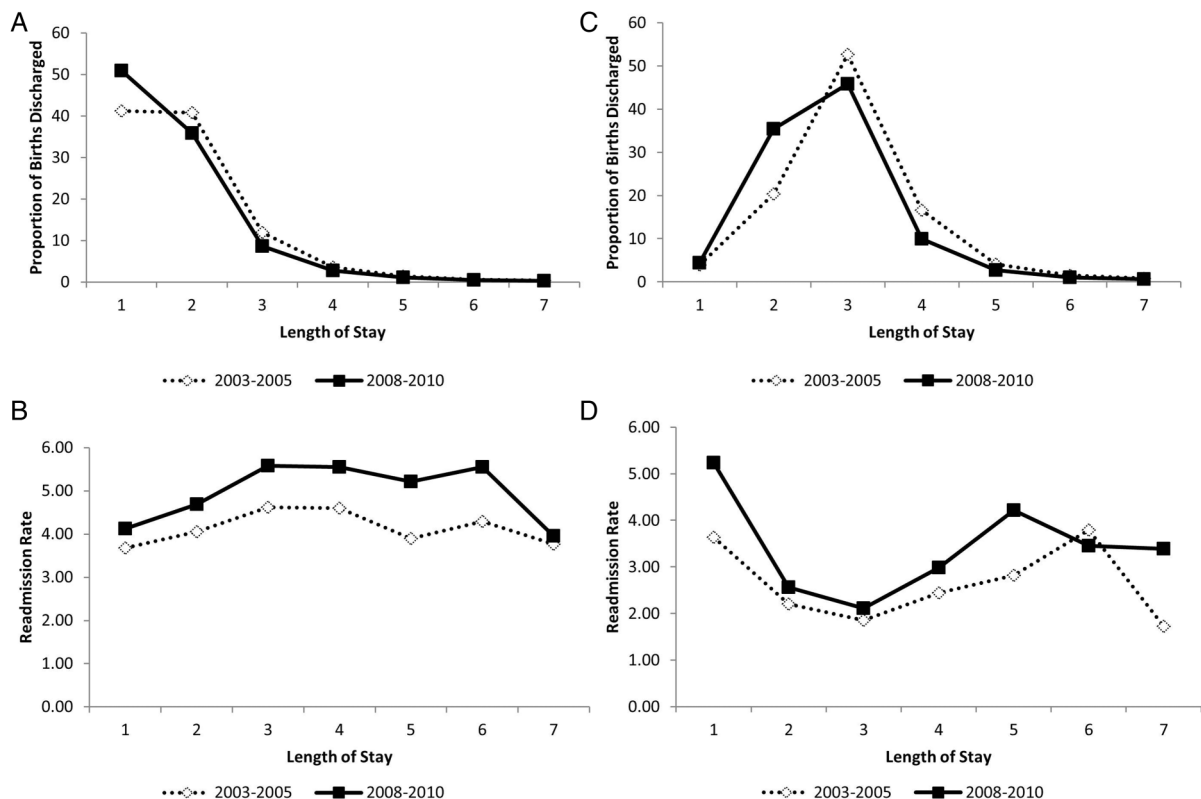 A
Proportion of Births Discharged
60
50
40
30
20
10
0
1 2 3 4 5 6 7
Length of Stay
2003-2005 2008-2010
C
Proportion of Births Discharged
60
50
40
30
20
10
0
1 2 3 4 5 6 7
Length of Stay
2003-2005 2008-2010
B
Readmission Rate
6.00
5.00
4.00
3.00
2.00
1.00
0.00
1 2 3 4 5 6 7
Length of Stay
2003-2005 2008-2010
D
Readmission Rate
6.00
5.00
4.00
3.00
2.00
1.00
0.00
1 2 3 4 5 6 7
Length of Stay
2003-2005 2008-2010